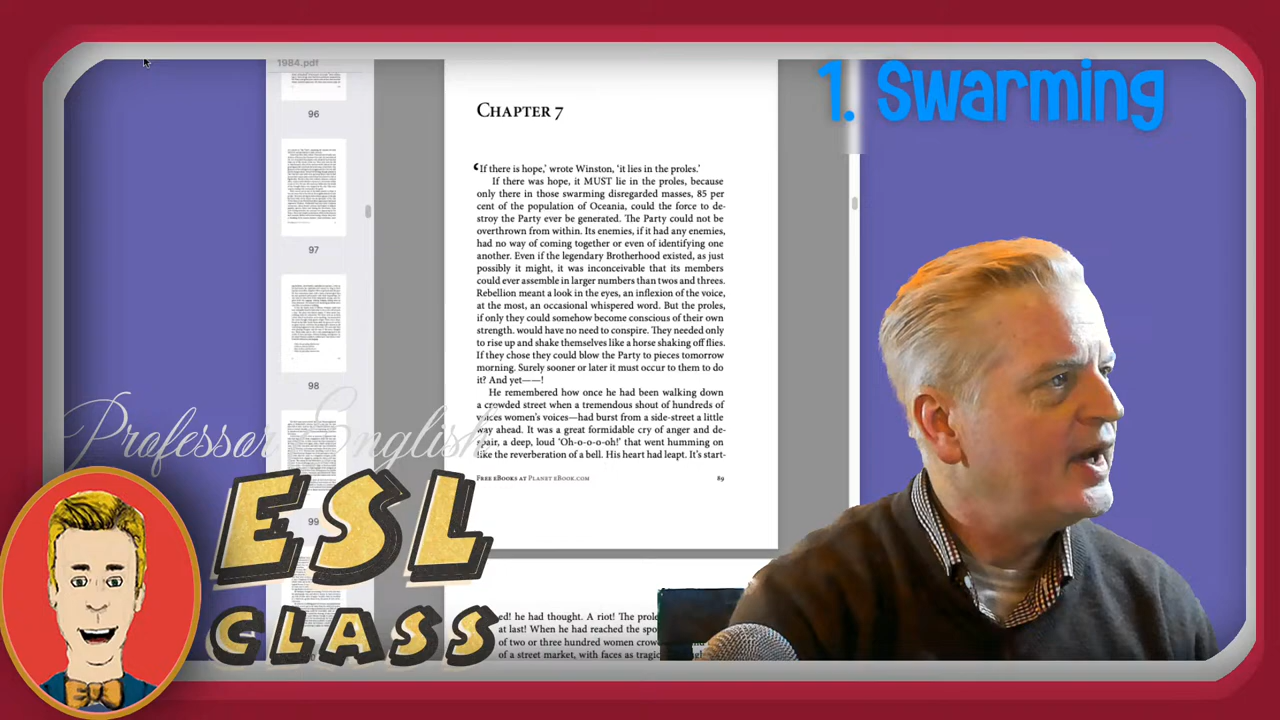 1984.pdf
96
97
98
99
1. Swarming
CHAPTER 7
‘If there is hope,’ wrote Winston, ‘it lies in the proles.’
If there was hope, it MUST lie in the proles, because
only there in those swarming disregarded masses, 85 per
cent of the population of Oceania, could the force to de-
stroy the Party ever be generated. The Party could not be
overthrown from within. Its enemies, if it had any enemies,
had no way of coming together or even of identifying one
another. Even if the legendary Brotherhood existed, as just
possibly it might, it was inconceivable that its members
could ever assemble in larger numbers than twos and threes.
Rebellion meant a look in the eyes, an inflexion of the voice,
at the most, an occasional whispered word. But the proles,
if only they could somehow become conscious of their own
strength. would have no need to conspire. They needed only
to rise up and shake themselves like a horse shaking off flies.
If they chose they could blow the Party to pieces tomorrow
morning. Surely sooner or later it must occur to them to do
it? And yet——!
He remembered how once he had been walking down
a crowded street when a tremendous shout of hundreds of
voices women’s voices—had burst from a side-street a little
way ahead. It was a great formidable cry of anger and de-
spair, a deep, loud ‘Oh-o-o-o-oh!’ that went humming on
like the reverberation of a bell. His heart had leapt. It’s start-
FREE EBOOKS AT PLANET EBOOK.COM 89
ed! he had thought. A riot! The
at last! When he had reached the
of two or three hundred women
of a street market, with faces as
Professor English
ESL
CLASS